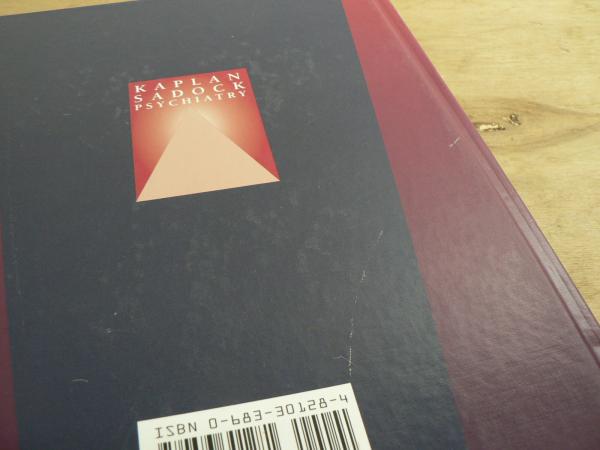 KAPLAN
SADOCK
PSYCHIATRY
ISBN 0-683-30128-4